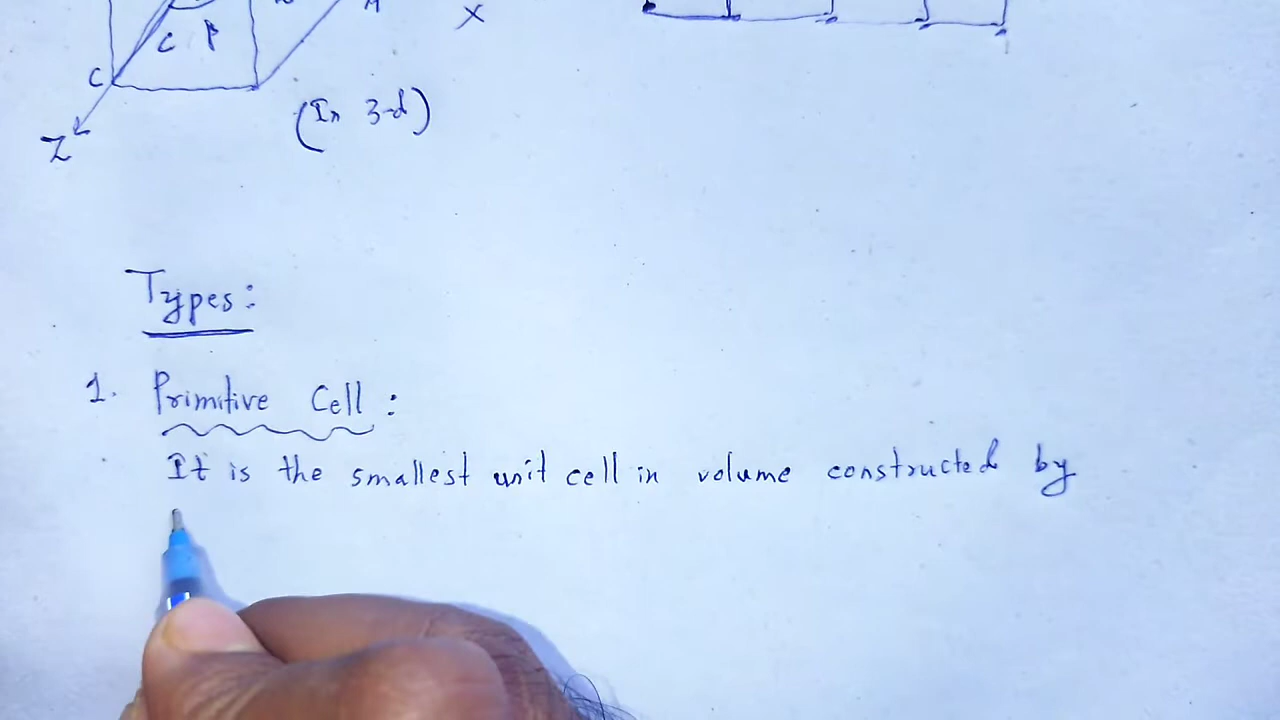 C β
X
C
Z
(In 3-d)
Types:
1. Primitive Cell:
It is the smallest unit cell in volume constructed by